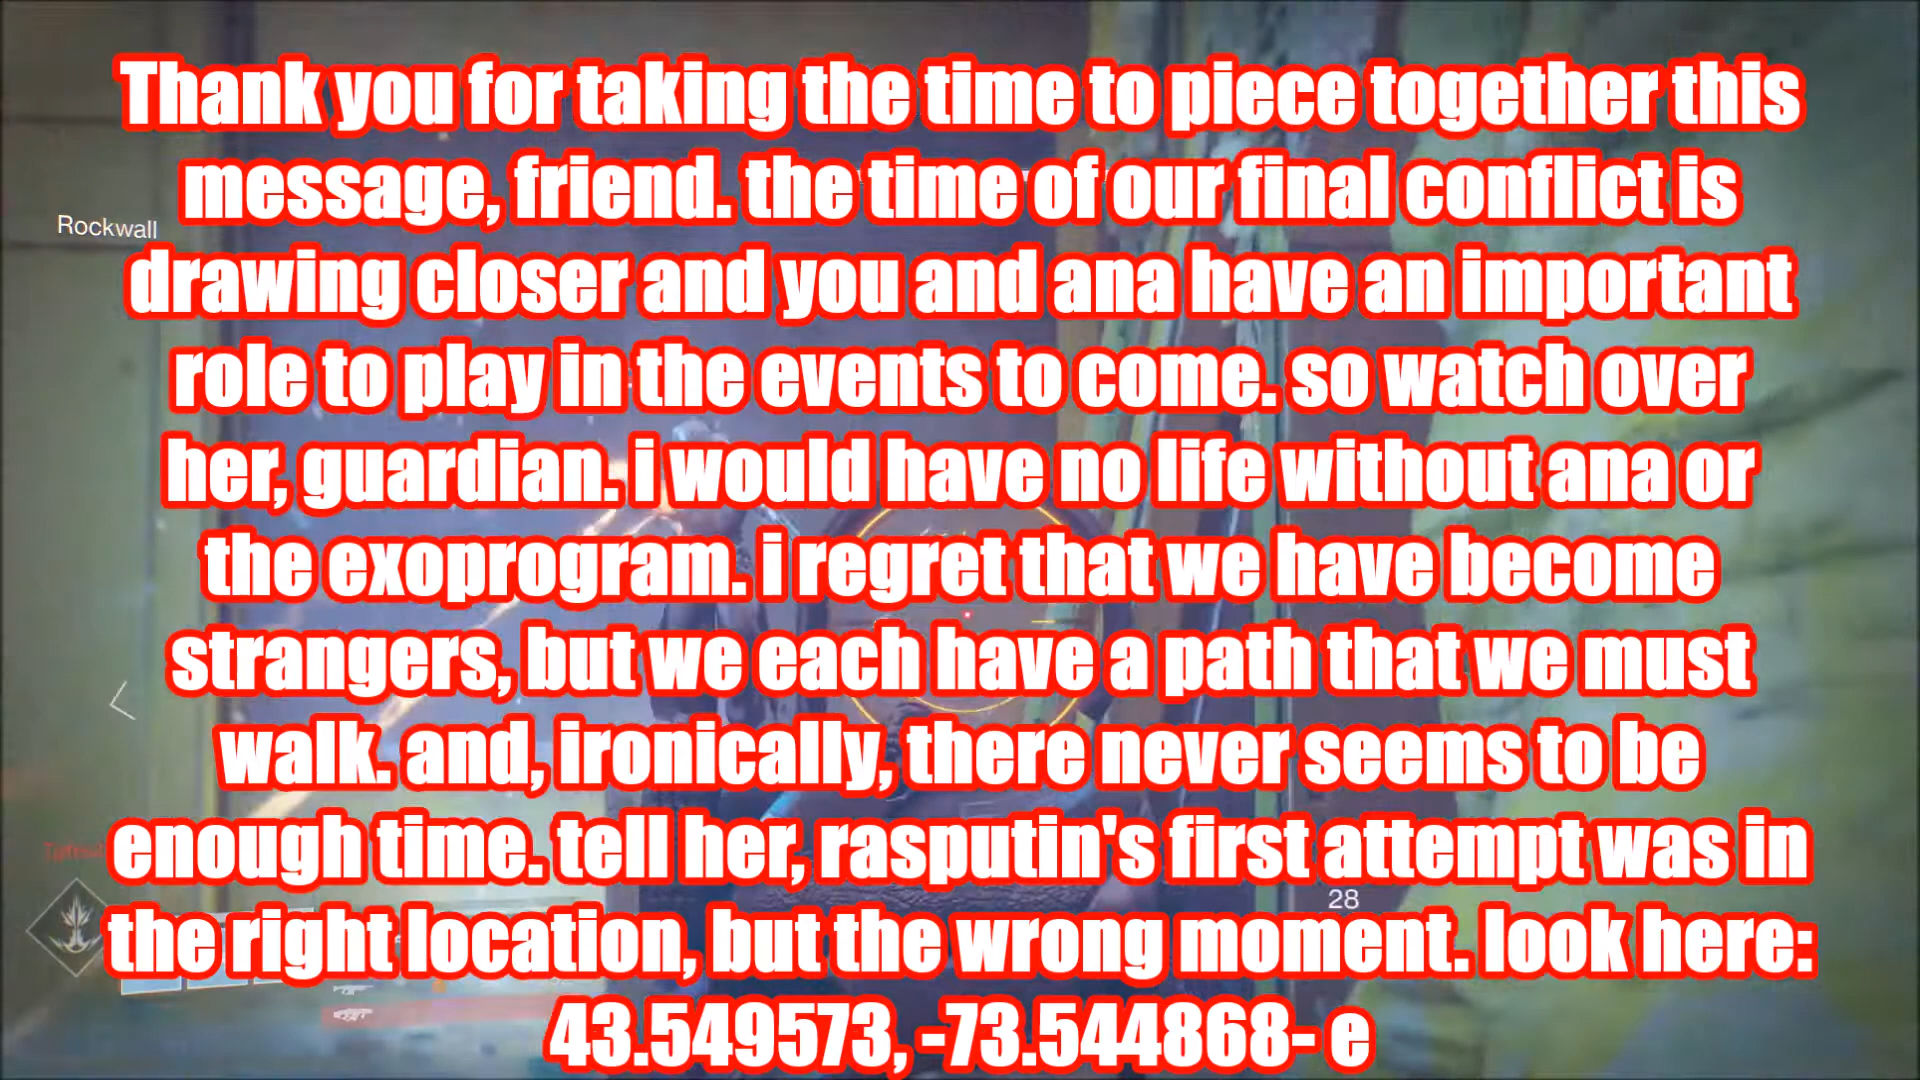 Thank you for taking the time to piece together this
message, friend. the time of our final conflict is
Rockwall
drawing closer and you and ana have an important
role to play in the events to come. so watch over
her, guardian. i would have no life without ana or
the exoprogram. i regret that we have become
strangers, but we each have a path that we must
walk. and, ironically, there never seems to be
enough time. tell her, rasputin's first attempt was in
28
the right location, but the wrong moment. look here:
43.549573, -73.544868- e